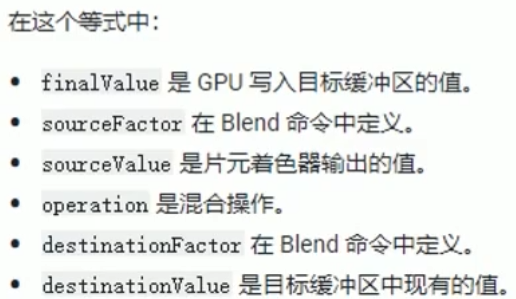 在这个等式中：
• finalValue 是 GPU 写入目标缓冲区的值。
• sourceFactor 在 Blend 命令中定义。
• sourceValue 是片元着色器输出的值。
• operation 是混合操作。
• destinationFactor 在 Blend 命令中定义。
• destinationValue 是目标缓冲区中现有的值。